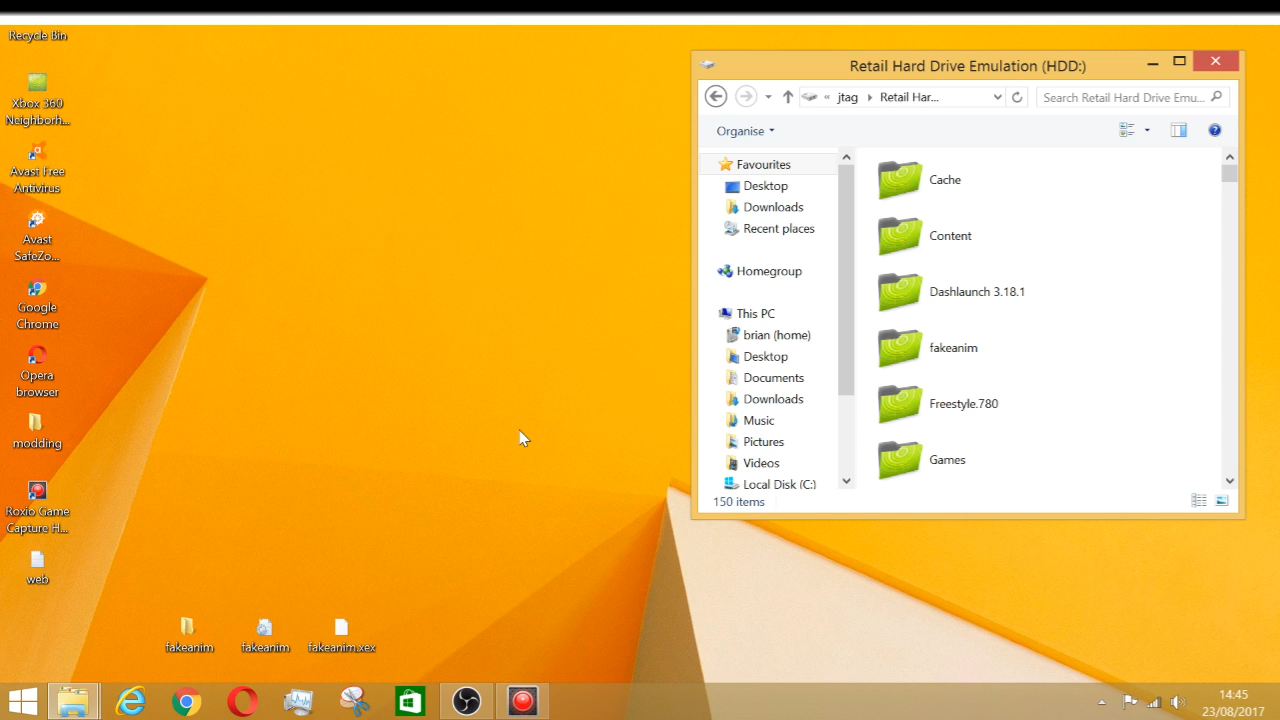 Recycle Bin
Xbox 360
Neighborh...
Avast Free
Antivirus
Avast
SafeZo...
Google
Chrome
Opera
browser
modding
Roxio Game
Capture H...
web
fakeanim
fakeanim
fakeanim.xex
Retail Hard Drive Emulation (HDD:)
« jtag Retail Har...
Search Retail Hard Drive Emu...
Organise
Favourites
Desktop
Downloads
Recent places
Homegroup
This PC
brian (home)
Desktop
Documents
Downloads
Music
Pictures
Videos
Local Disk (C:)
Cache
Content
Dashlaunch 3.18.1
fakeanim
Freestyle.780
Games
150 items
14:45
23/08/2017